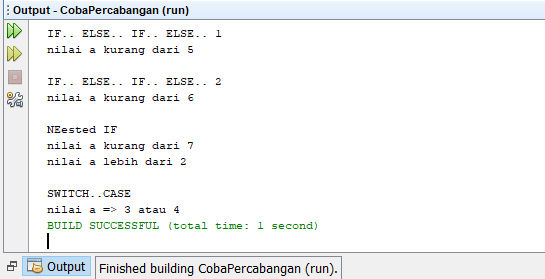 Output - CobaPercabangan (run)
IF.. ELSE.. IF.. ELSE.. 1
nilai a kurang dari 5
IF.. ELSE.. IF.. ELSE.. 2
nilai a kurang dari 6
NEested IF
nilai a kurang dari 7
nilai a lebih dari 2
SWITCH..CASE
nilai a => 3 atau 4
BUILD SUCCESSFUL (total time: 1 second)
Output
Finished building CobaPercabangan (run).